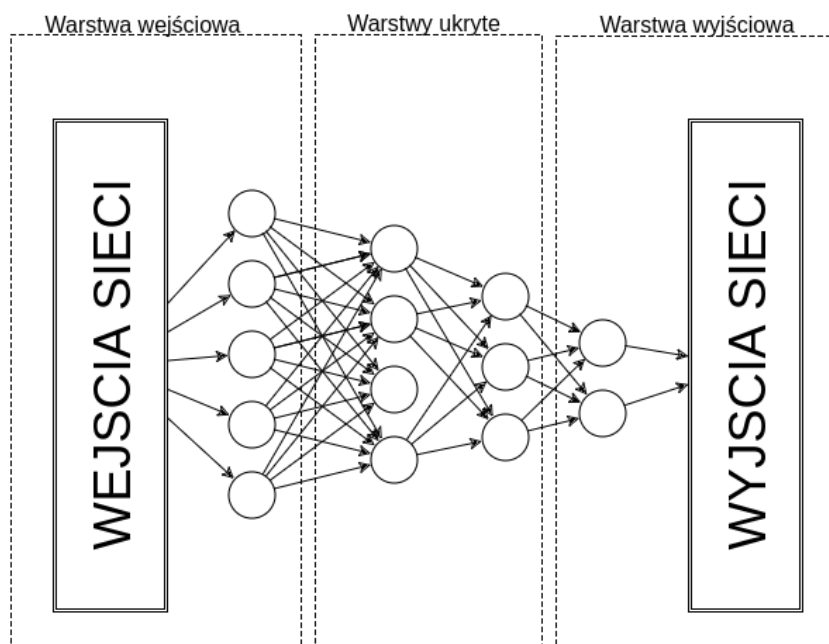 Warstwa wejściowa
Warstwy ukryte
Warstwa wyjściowa
WEJSCIA SIECI
WYJSCIA SIECI